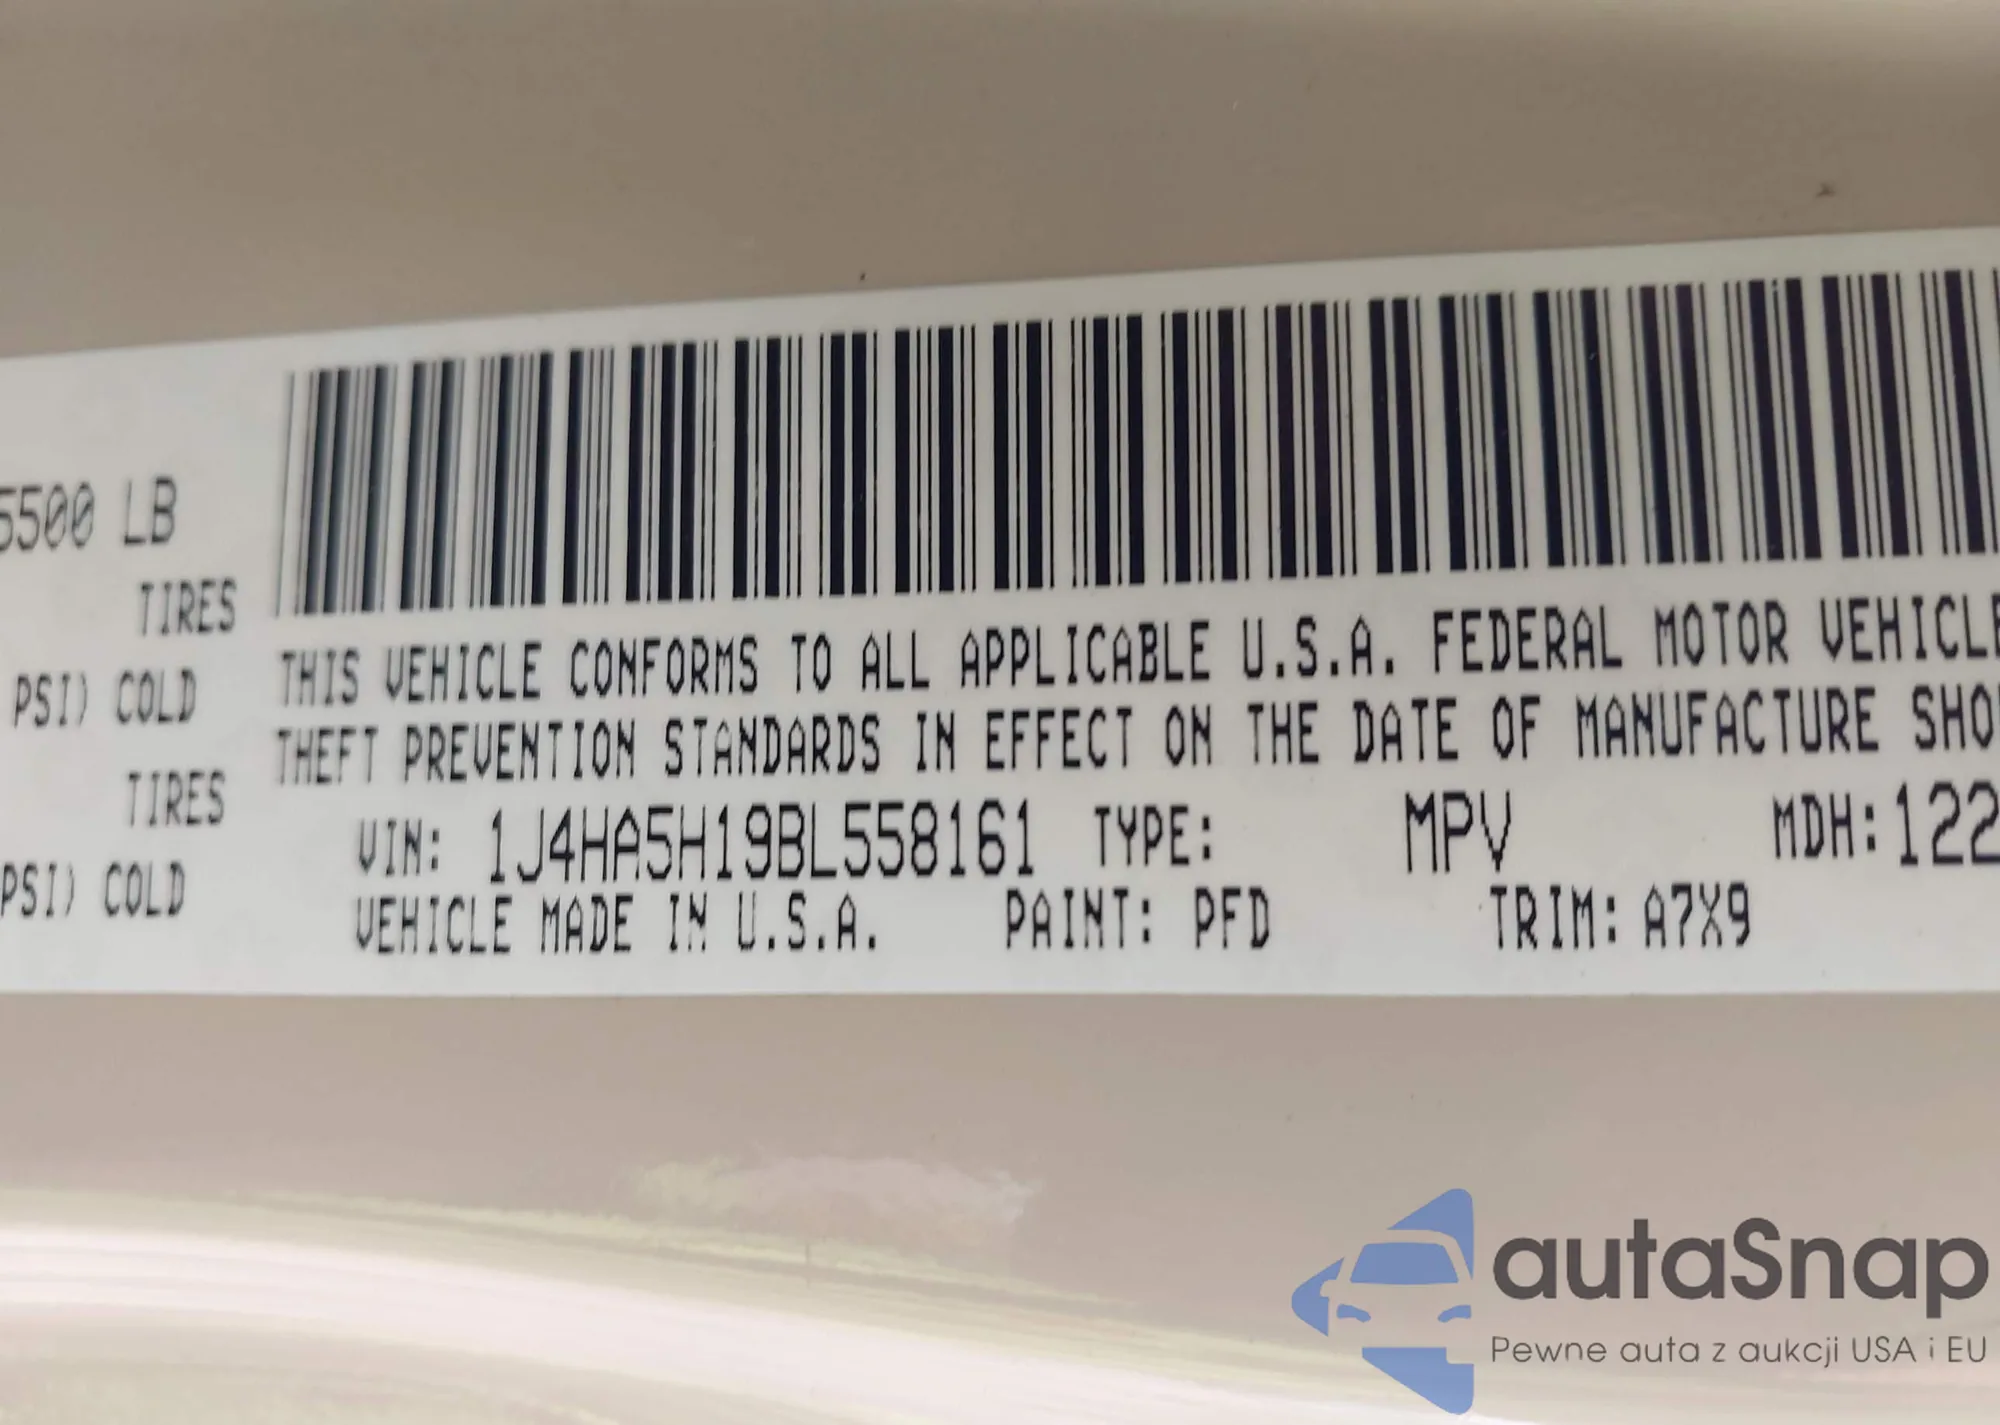 5500 LB
TIRES
PSI) COLD
TIRES
PSI) COLD
THIS VEHICLE CONFORMS TO ALL APPLICABLE U.S.A. FEDERAL MOTOR VEHICLE
THEFT PREVENTION STANDARDS IN EFFECT ON THE DATE OF MANUFACTURE SHO
VIN: 1J4HA5H19BL558161 TYPE: MPV MDH: 122
VEHICLE MADE IN U.S.A. PAINT: PFD TRIM: A7X9
autaSnap
Pewne auta z aukcji USA i EU